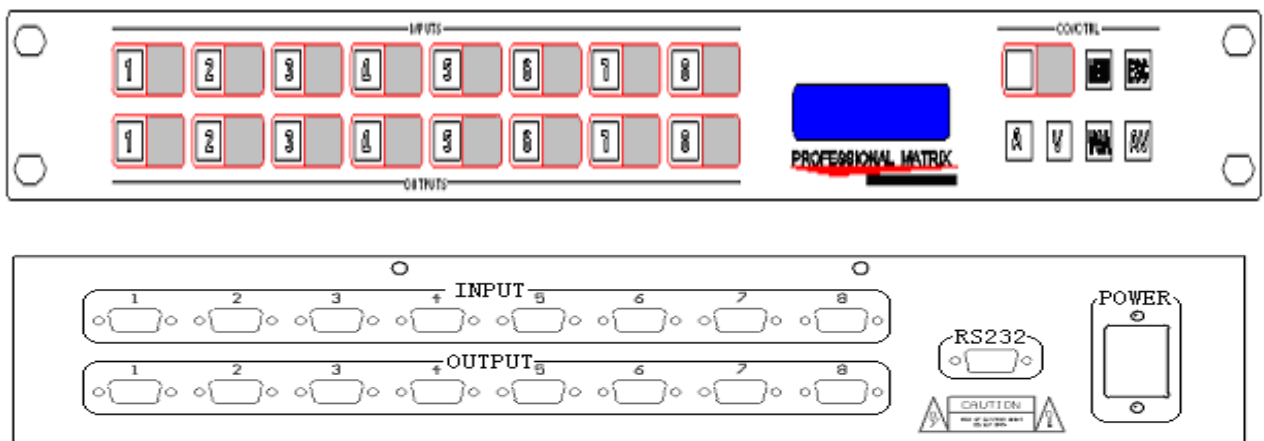 INPUTS
CONCTRL
1 2 3 4 5 6 7 8
ESC
1 2 3 4 5 6 7 8
A V AV
PROFESSIONAL MATRIX
OUTPUTS
INPUT
1 2 3 4 5 6 7 8
POWER
RS232
OUTPUT
1 2 3 4 5 6 7 8
CAUTION